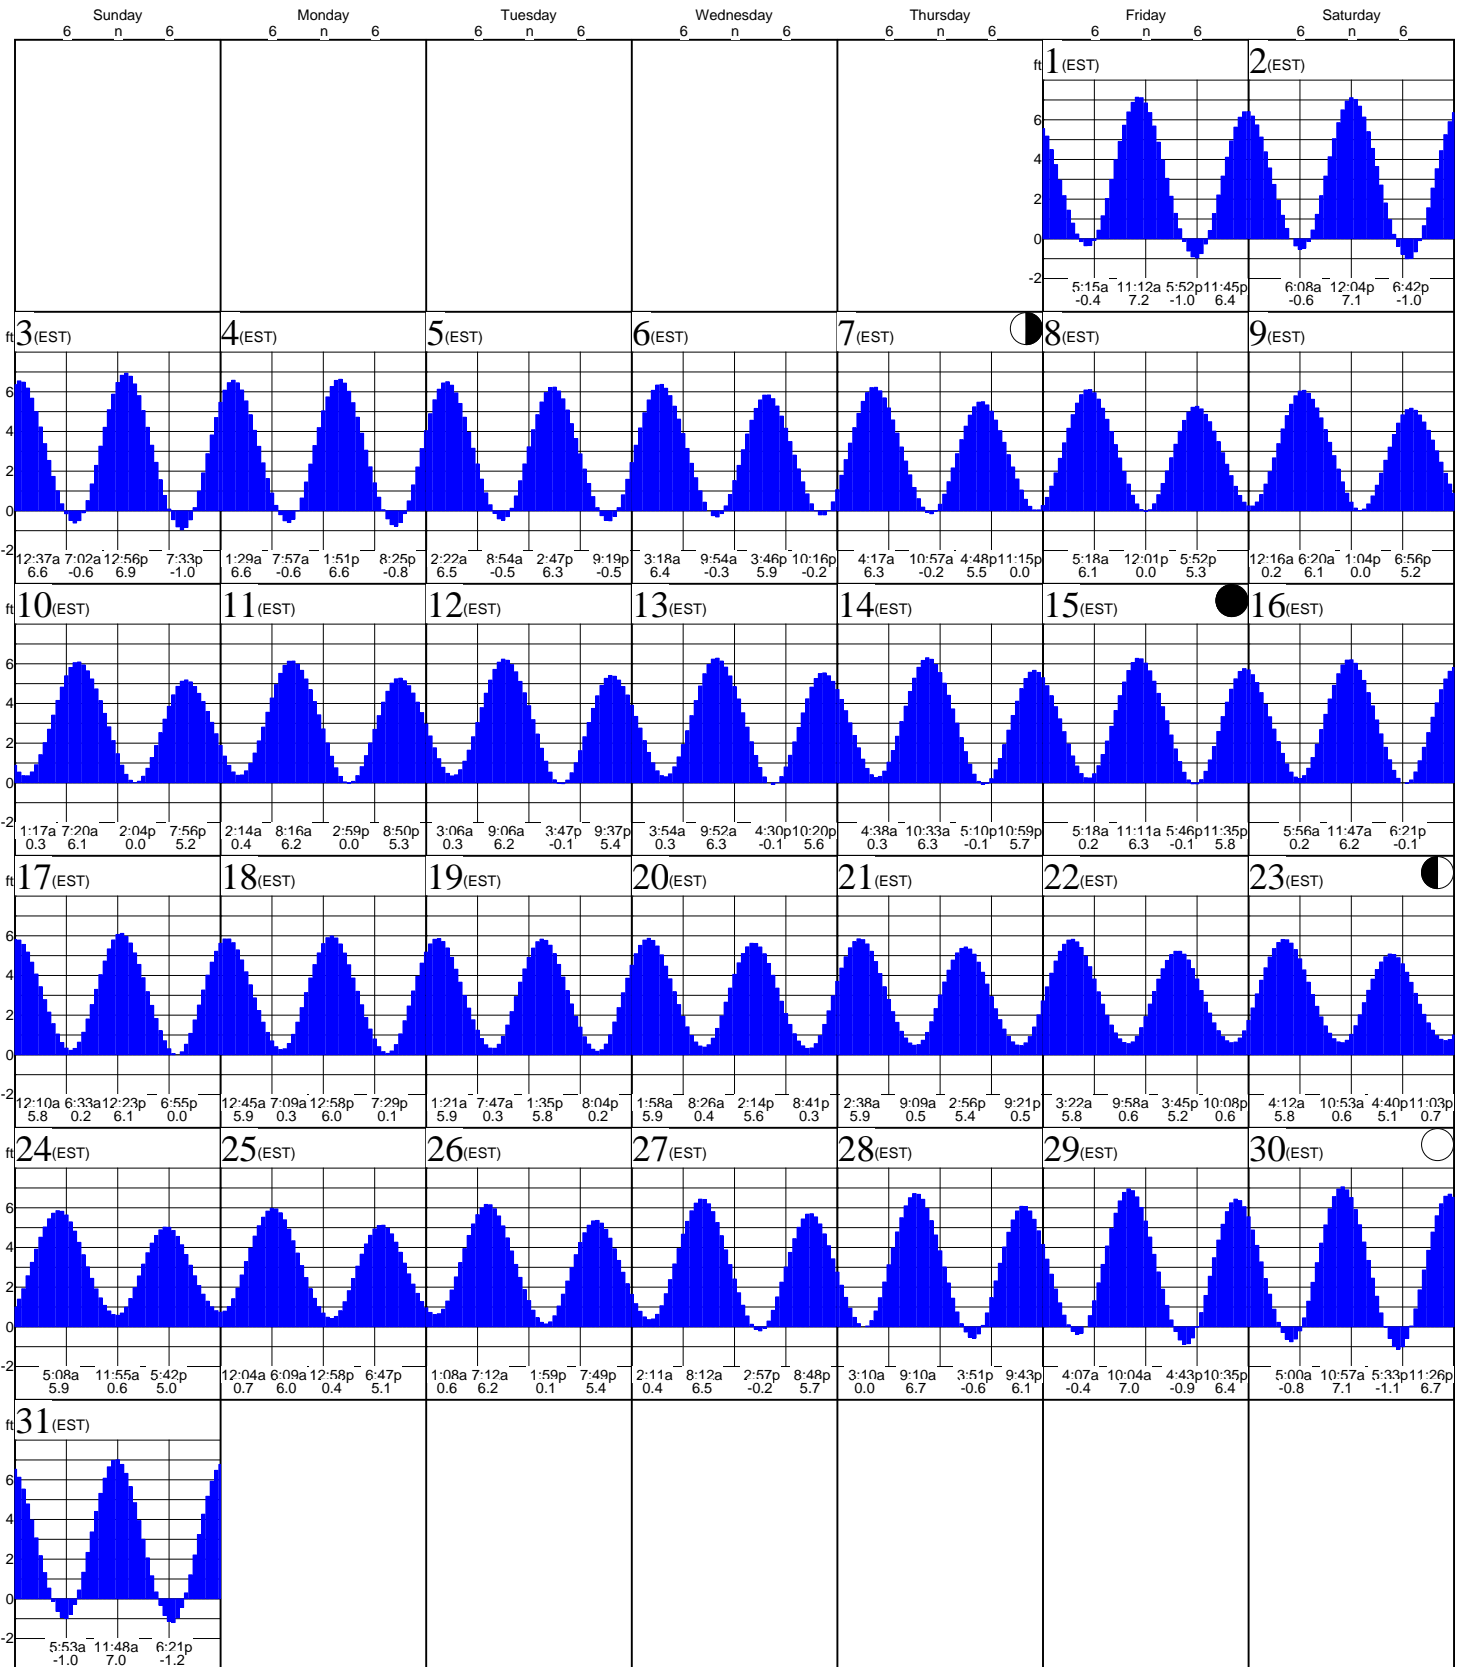 Sunday Monday Tuesday Wednesday Thursday Friday Saturday
6 n 6 6 n 6 6 n 6 6 n 6 6 n 6 6 n 6 6 n 6
ft 1(EST) 2(EST)
6
4
2
0
-2
5:15a 11:12a 5:52p 11:45p 6:08a 12:04p 6:42p
-0.4 7.2 -1.0 6.4 -0.6 7.1 -1.0
ft 3(EST) 4(EST) 5(EST) 6(EST) 7(EST) 8(EST) 9(EST)
6
4
2
0
-2
12:37a 7:02a 12:56p 7:33p 1:29a 7:57a 1:51p 8:25p 2:22a 8:54a 2:47p 9:19p 3:18a 9:54a 3:46p 10:16p 4:17a 10:57a 4:48p 11:15p 5:18a 12:01p 5:52p 12:16a 6:20a 1:04p 6:56p
6.6 -0.6 6.9 -1.0 6.6 -0.6 6.6 -0.8 6.5 -0.5 6.3 -0.5 6.4 -0.3 5.9 -0.2 6.3 -0.2 5.5 0.0 6.1 0.0 5.3 0.2 6.1 0.0 5.2
ft 10(EST) 11(EST) 12(EST) 13(EST) 14(EST) 15(EST) 16(EST)
6
4
2
0
-2
1:17a 7:20a 2:04p 7:56p 2:14a 8:16a 2:59p 8:50p 3:06a 9:06a 3:47p 9:37p 3:54a 9:52a 4:30p 10:20p 4:38a 10:33a 5:10p 10:59p 5:18a 11:11a 5:46p 11:35p 5:56a 11:47a 6:21p
0.3 6.1 0.0 5.2 0.4 6.2 0.0 5.3 0.3 6.2 -0.1 5.4 0.3 6.3 -0.1 5.6 0.3 6.3 -0.1 5.7 0.2 6.3 -0.1 5.8 0.2 6.2 -0.1
ft 17(EST) 18(EST) 19(EST) 20(EST) 21(EST) 22(EST) 23(EST)
6
4
2
0
-2
12:10a 6:33a 12:23p 6:55p 12:45a 7:09a 12:58p 7:29p 1:21a 7:47a 1:35p 8:04p 1:58a 8:26a 2:14p 8:41p 2:38a 9:09a 2:56p 9:21p 3:22a 9:58a 3:45p 10:08p 4:12a 10:53a 4:40p 11:03p
5.8 0.2 6.1 0.0 5.9 0.3 6.0 0.1 5.9 0.3 5.8 0.2 5.9 0.4 5.6 0.3 5.9 0.5 5.4 0.5 5.8 0.6 5.2 0.6 5.8 0.6 5.1 0.7
ft 24(EST) 25(EST) 26(EST) 27(EST) 28(EST) 29(EST) 30(EST)
6
4
2
0
-2
5:08a 11:55a 5:42p 12:04a 6:09a 12:58p 6:47p 1:08a 7:12a 1:59p 7:49p 2:11a 8:12a 2:57p 8:48p 3:10a 9:10a 3:51p 9:43p 4:07a 10:04a 4:43p 10:35p 5:00a 10:57a 5:33p 11:26p
5.9 0.6 5.0 0.7 6.0 0.4 5.1 0.6 6.2 0.1 5.4 0.4 6.5 -0.2 5.7 0.0 6.7 -0.6 6.1 -0.4 7.0 -0.9 6.4 -0.8 7.1 -1.1 6.7
ft 31(EST)
6
4
2
0
-2
5:53a 11:48a 6:21p
-1.0 7.0 -1.2